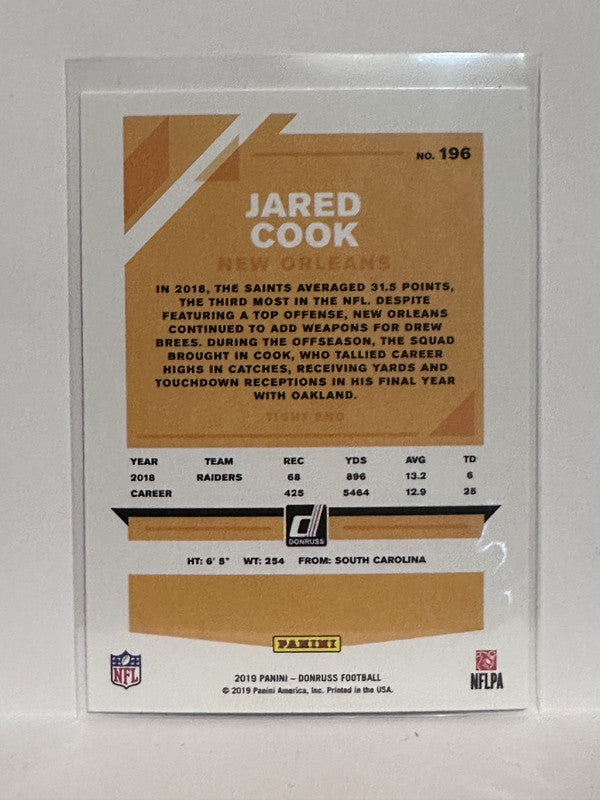 NO. 196
JARED
COOK
NEW ORLEANS
IN 2018, THE SAINTS AVERAGED 31.5 POINTS,
THE THIRD MOST IN THE NFL. DESPITE
FEATURING A TOP OFFENSE, NEW ORLEANS
CONTINUED TO ADD WEAPONS FOR DREW
BREES. DURING THE OFFSEASON, THE SQUAD
BROUGHT IN COOK, WHO TALLIED CAREER
HIGHS IN CATCHES, RECEIVING YARDS AND
TOUCHDOWN RECEPTIONS IN HIS FINAL YEAR
WITH OAKLAND.
TIGHT END
YEAR TEAM REC YDS AVG TD
2018 RAIDERS 68 896 13.2 6
CAREER 425 5464 12.9 25
DONRUSS
HT: 6' 5" WT: 254 FROM: SOUTH CAROLINA
PANINI
NFL
2019 PANINI – DONRUSS FOOTBALL
© 2019 Panini America, Inc. Printed in the USA.
NFLPA